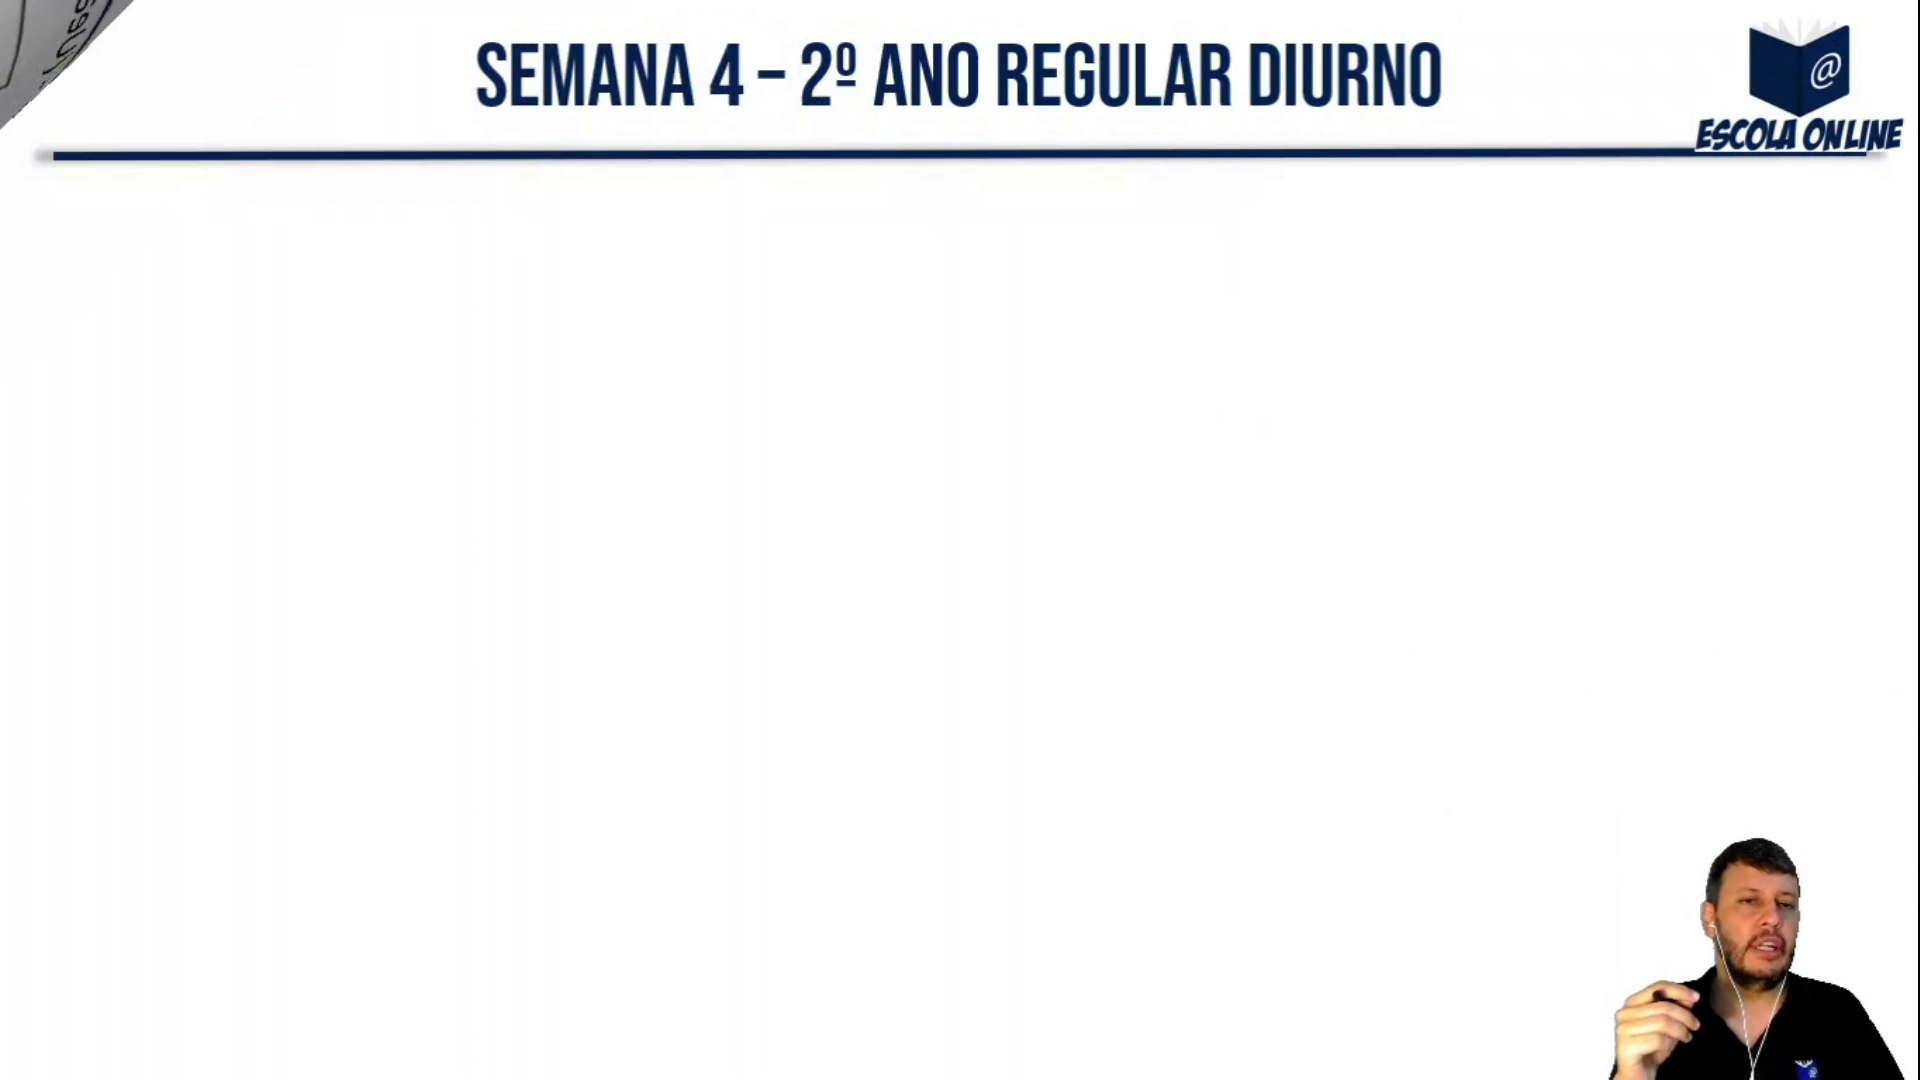 SEMANA 4 – 2º ANO REGULAR DIURNO
@
ESCOLA ONLINE